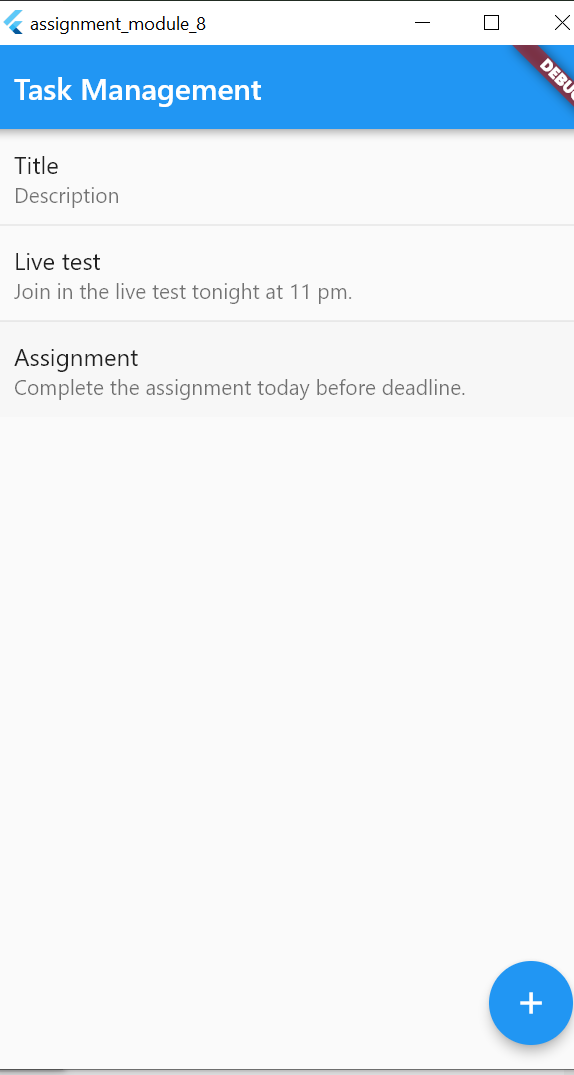 assignment_module_8
Task Management
Title
Description
Live test
Join in the live test tonight at 11 pm.
Assignment
Complete the assignment today before deadline.